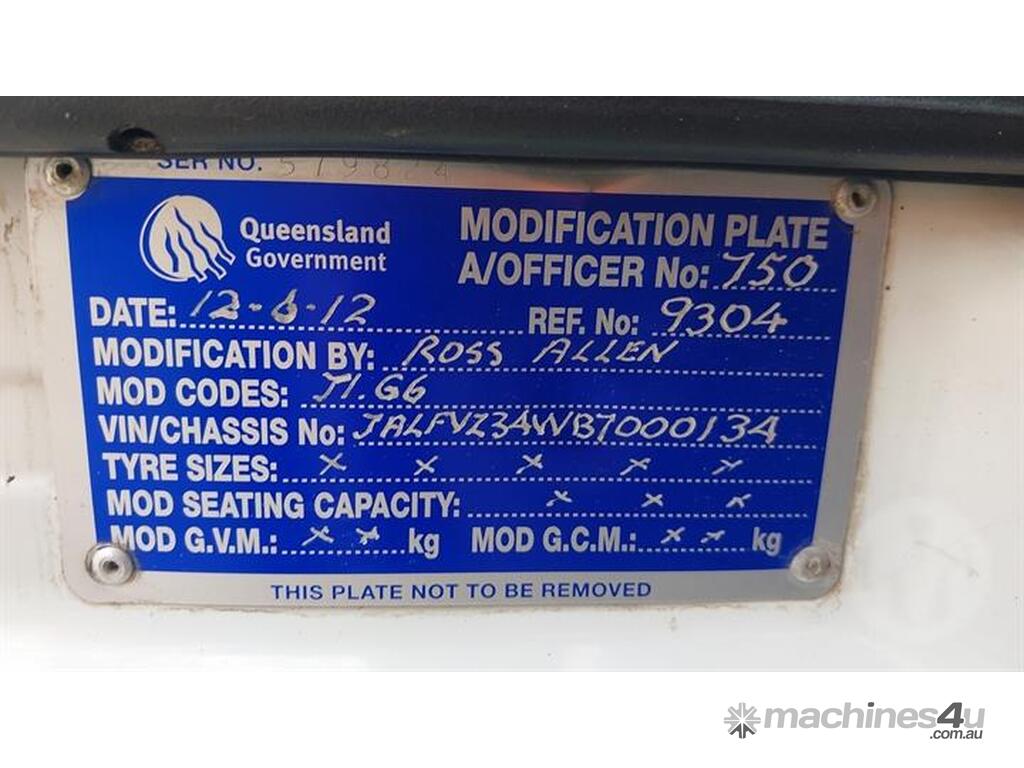 SER NO. 579824
Queensland Government
MODIFICATION PLATE
A/OFFICER No: 750
DATE: 12-6-12 REF. No: 9304
MODIFICATION BY: ROSS ALLEN
MOD CODES: J1.G6
VIN/CHASSIS No: JALFVZ34WB7000134
TYRE SIZES: x x x x x
MOD SEATING CAPACITY: x x x
MOD G.V.M.: x x kg MOD G.C.M.: x x kg
THIS PLATE NOT TO BE REMOVED
machines4u
.com.au